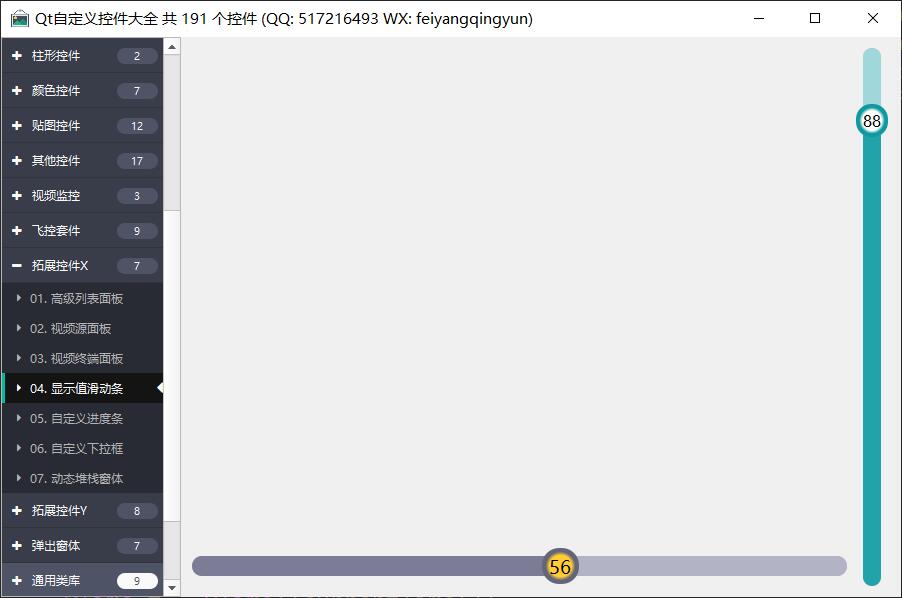 Qt自定义控件大全 共 191 个控件 (QQ: 517216493 WX: feiyangqingyun)
柱形控件 2
颜色控件 7
贴图控件 12
其他控件 17
视频监控 3
飞控套件 9
拓展控件X 7
01. 高级列表面板
02. 视频源面板
03. 视频终端面板
04. 显示值滑动条
05. 自定义进度条
06. 自定义下拉框
07. 动态堆栈窗体
拓展控件Y 8
弹出窗体 7
通用类库 9
88
56